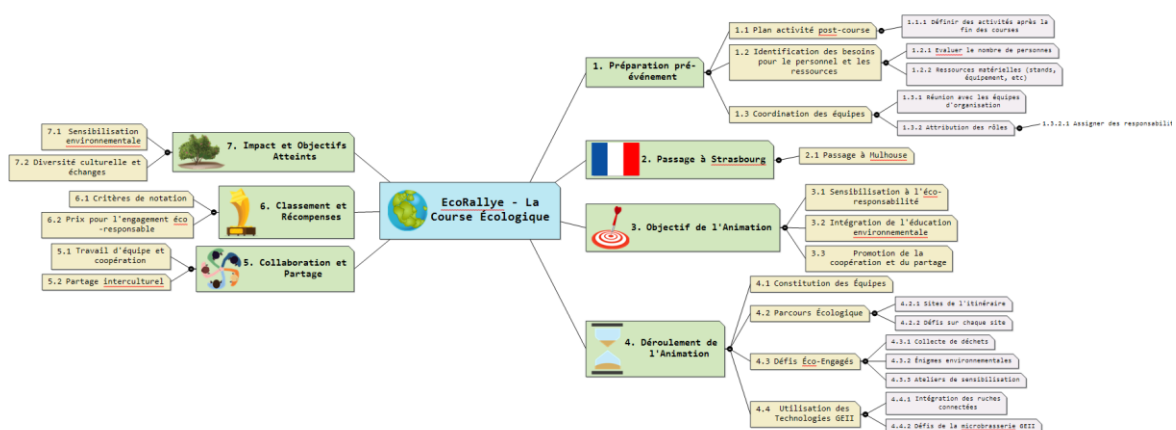 EcoRallye - La
Course Écologique
1. Préparation pré-
événement
1.1 Plan activité post-course
1.1.1 Définir des activités après la
fin des courses
1.2 Identification des besoins
pour le personnel et les
ressources
1.2.1 Evaluer le nombre de personnes
1.2.2 Ressources matérielles (stands,
équipement, etc)
1.3 Coordination des équipes
1.3.1 Réunion avec les équipes
d'organisation
1.3.2 Attribution des rôles
1.3.2.1 Assigner des responsabilit
2. Passage à Strasbourg
2.1 Passage à Mulhouse
3. Objectif de l'Animation
3.1 Sensibilisation à l'éco-
responsabilité
3.2 Intégration de l'éducation
environnementale
3.3 Promotion de la
coopération et du partage
4. Déroulement de
l'Animation
4.1 Constitution des Équipes
4.2 Parcours Écologique
4.2.1 Sites de l'itinéraire
4.2.2 Défis sur chaque site
4.3 Défis Éco-Engagés
4.3.1 Collecte de déchets
4.3.2 Énigmes environnementales
4.3.3 Ateliers de sensibilisation
4.4 Utilisation des
Technologies GEII
4.4.1 Intégration des ruches
connectées
4.4.2 Défis de la microbrasserie GEII
5. Collaboration et
Partage
5.1 Travail d'équipe et
coopération
5.2 Partage interculturel
6. Classement et
Récompenses
6.1 Critères de notation
6.2 Prix pour l'engagement éco
-responsable
7. Impact et Objectifs
Atteints
7.1 Sensibilisation
environnementale
7.2 Diversité culturelle et
échanges